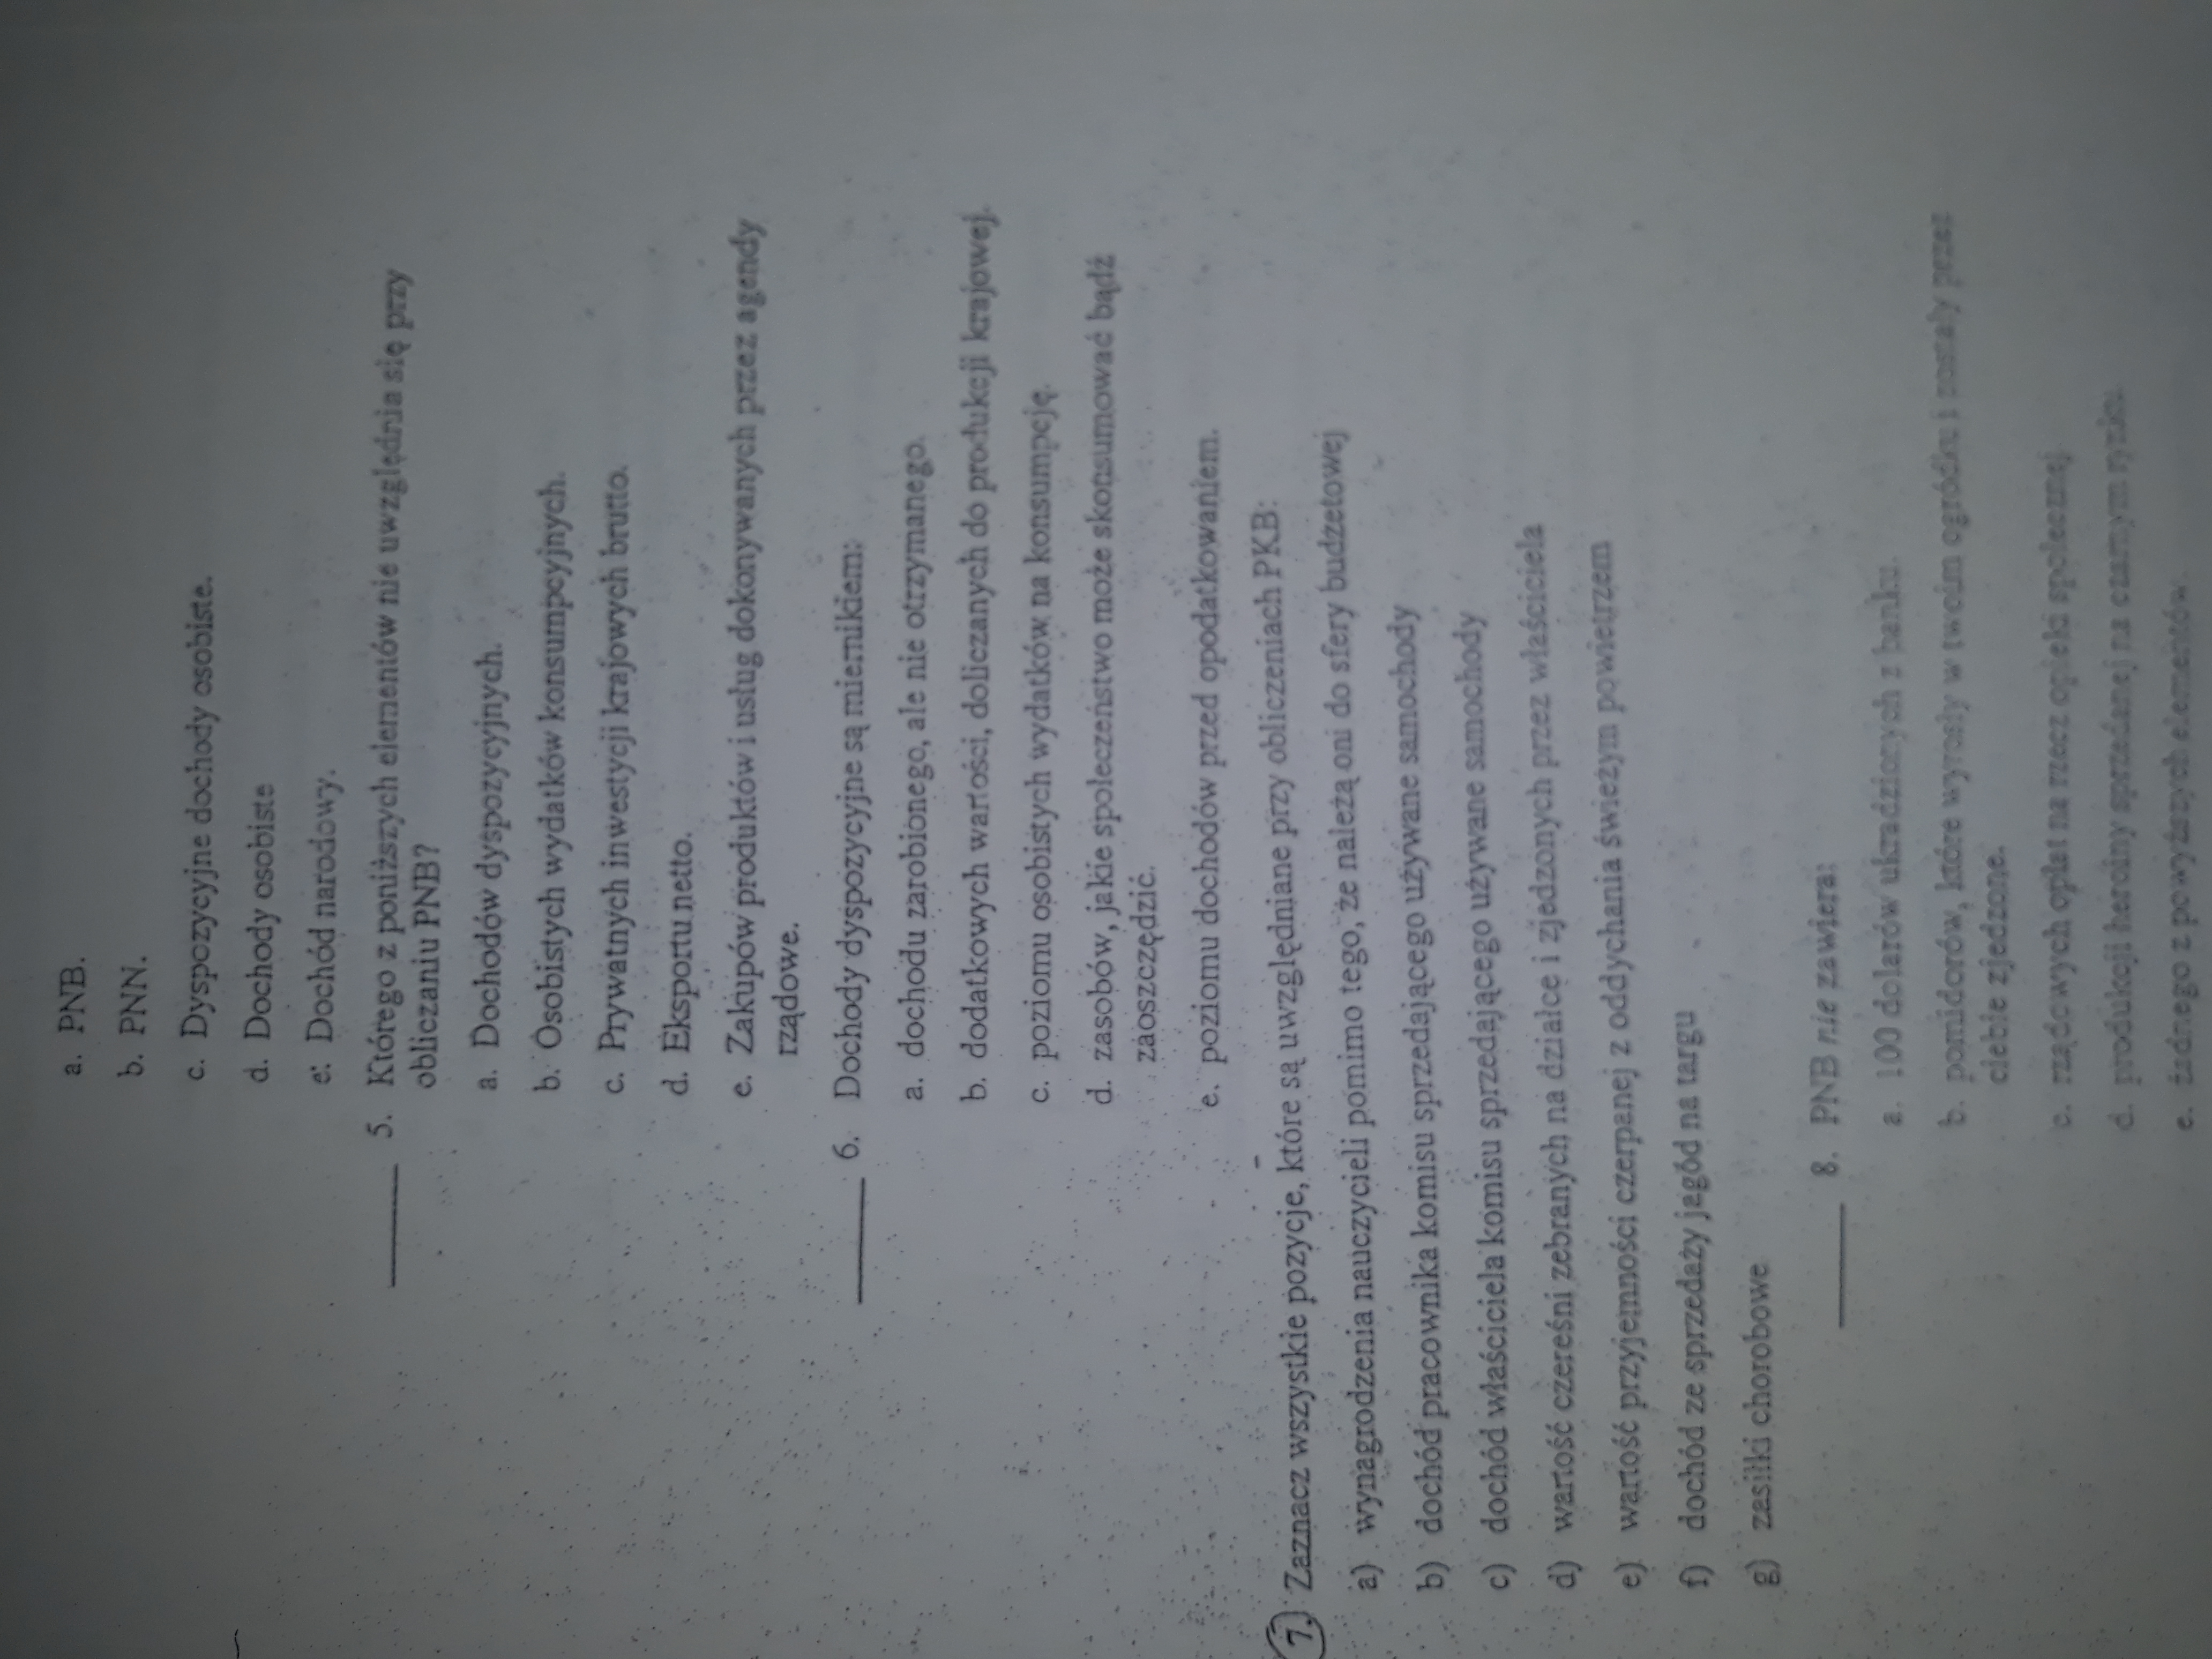 a. PNB.
b. PNN.
c. Dyspozycyjne dochody osobiste.
d. Dochody osobiste
e. Dochód narodowy.
5. Którego z poniższych elementów nie uwzględnia się przy
obliczaniu PNB?
a. Dochodów dyspozycyjnych.
b. Osobistych wydatków konsumpcyjnych.
c. Prywatnych inwestycji krajowych brutto.
d. Eksportu netto.
e. Zakupów produktów i usług dokonywanych przez agendy
rządowe.
6. Dochody dyspozycyjne są miernikiem:
a. dochodu zarobionego, ale nie otrzymanego.
b. dodatkowych wartości, doliczanych do produkcji krajowej.
c. poziomu osobistych wydatków na konsumpcję.
d. zasobów, jakie społeczeństwo może skonsumować bądź
zaoszczędzić.
e. poziomu dochodów przed opodatkowaniem.
7. Zaznacz wszystkie pozycje, które są uwzględniane przy obliczeniach PKB:
a) wynagrodzenia nauczycieli pomimo tego, że należą oni do sfery budżetowej
b) dochód pracownika komisu sprzedającego używane samochody
c) dochód właściciela komisu sprzedającego używane samochody
d) wartość czereśni zebranych na działce i zjedzonych przez właściciela
e) wartość przyjemności czerpanej z oddychania świeżym powietrzem
f) dochód ze sprzedaży jagód na targu
g) zasiłki chorobowe
8. PNB nie zawiera:
a. 100 dolarów ukradzionych z banku.
b. pomidorów, które wyrosły w twoim ogródku i zostały przez
ciebie zjedzone.
c. rządowych opłat na rzecz opieki społecznej
d. produkcji heroiny sprzedanej na czarnym rynku.
e. żadnego z powyższych elementów.